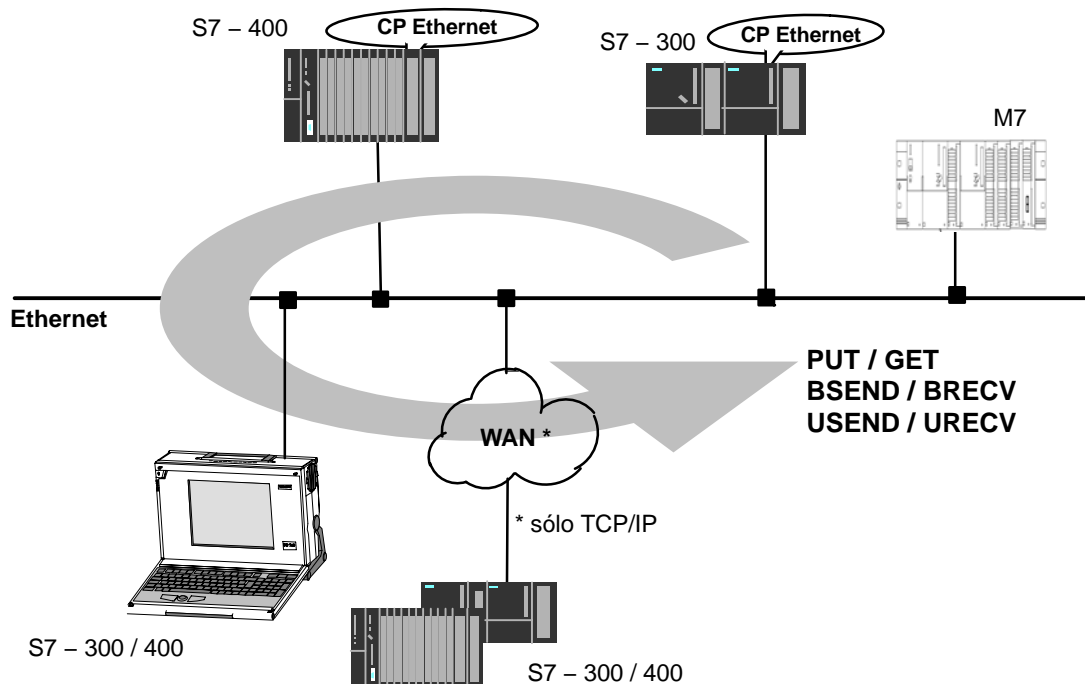 S7 – 400
CP Ethernet
S7 – 300
CP Ethernet
M7
Ethernet
PUT / GET
BSEND / BRECV
USEND / URECV
WAN *
* sólo TCP/IP
S7 – 300 / 400
S7 – 300 / 400